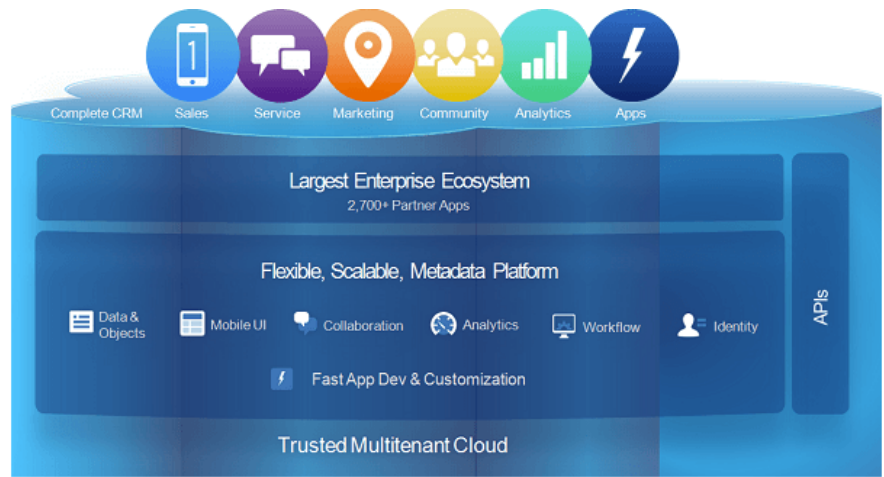 1
Complete CRM
Sales
Service
Marketing
Community
Analytics
Apps
Largest Enterprise Ecosystem
2,700+ Partner Apps
Flexible, Scalable, Metadata Platform
Data &
Objects
Mobile UI
Collaboration
Analytics
Workflow
Identity
Fast App Dev & Customization
APIs
Trusted Multitenant Cloud